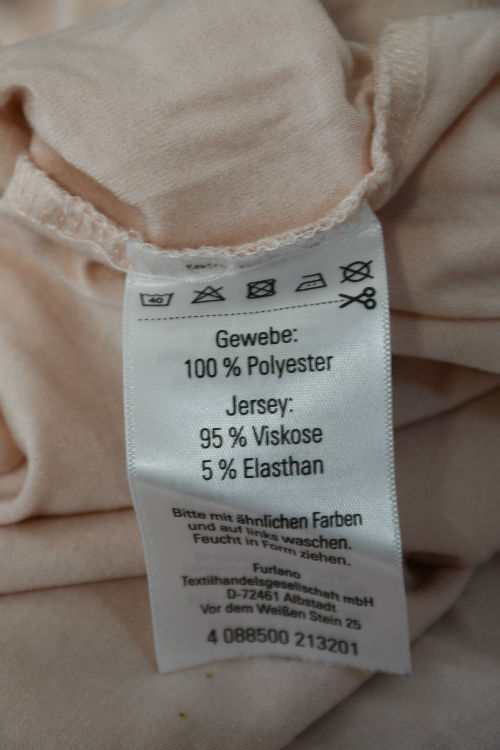 40
Gewebe:
100 % Polyester
Jersey:
95 % Viskose
5 % Elasthan
Bitte mit ähnlichen Farben
und auf links waschen.
Feucht in Form ziehen.
Furlano
Textilhandelsgesellschaft mbH
D-72461 Albstadt
Vor dem Weißen Stein 25
4 088500 213201